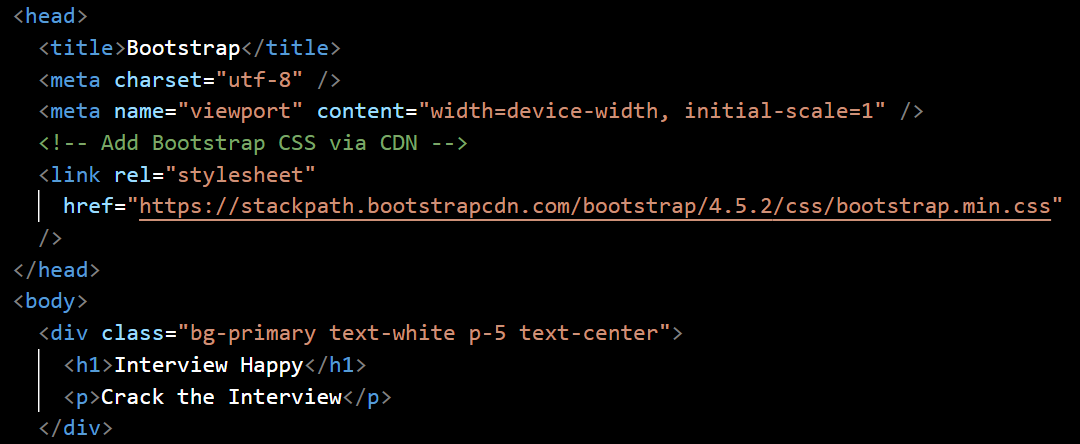 <head>
<title>Bootstrap</title>
<meta charset="utf-8" />
<meta name="viewport" content="width=device-width, initial-scale=1" />
<!-- Add Bootstrap CSS via CDN -->
<link rel="stylesheet"
href="https://stackpath.bootstrapcdn.com/bootstrap/4.5.2/css/bootstrap.min.css"
/>
</head>
<body>
<div class="bg-primary text-white p-5 text-center">
<h1>Interview Happy</h1>
<p>Crack the Interview</p>
</div>